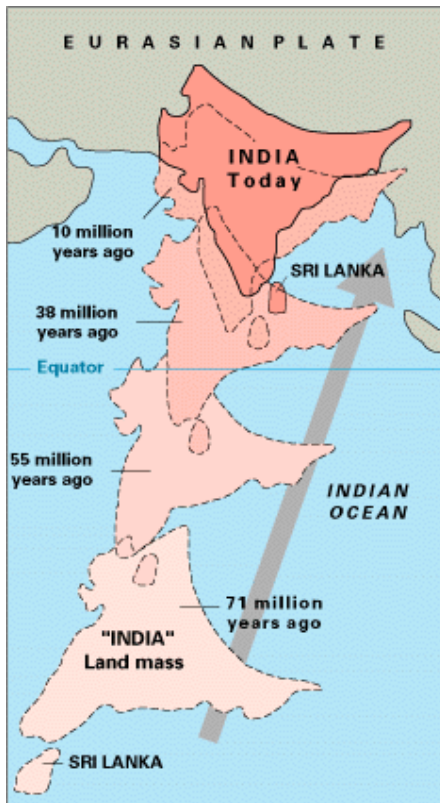 EURASIAN PLATE
INDIA
Today
10 million
years ago
SRI LANKA
38 million
years ago
Equator
55 million
years ago
INDIAN
OCEAN
71 million
years ago
"INDIA"
Land mass
SRI LANKA